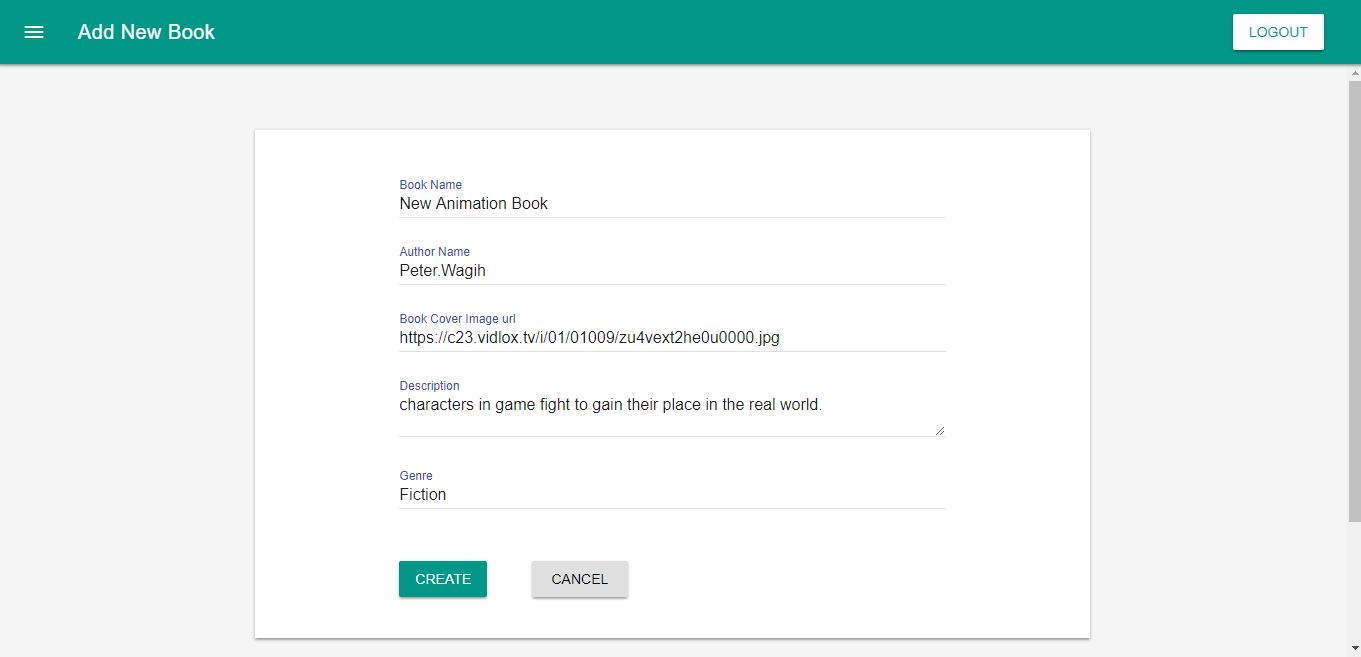 Add New Book
LOGOUT
Book Name
New Animation Book
Author Name
Peter.Wagih
Book Cover Image url
https://c23.vidlox.tv/i/01/01009/zu4vext2he0u0000.jpg
Description
characters in game fight to gain their place in the real world.
Genre
Fiction
CREATE
CANCEL